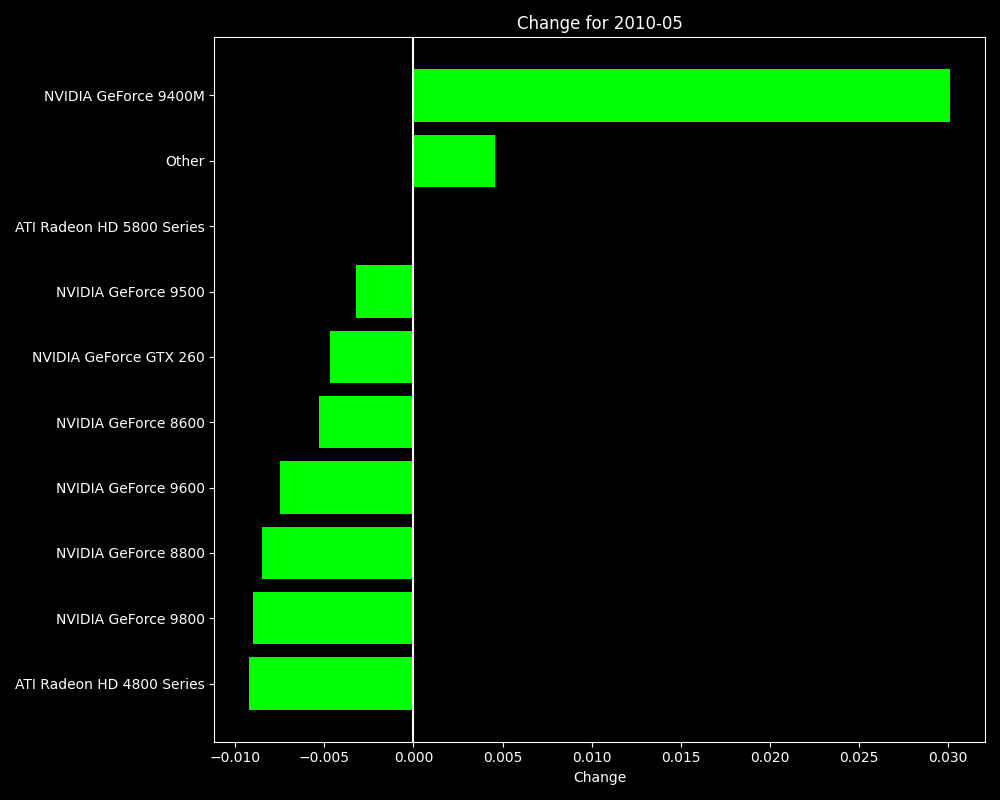 Change for 2010-05
NVIDIA GeForce 9400M
Other
ATI Radeon HD 5800 Series
NVIDIA GeForce 9500
NVIDIA GeForce GTX 260
NVIDIA GeForce 8600
NVIDIA GeForce 9600
NVIDIA GeForce 8800
NVIDIA GeForce 9800
ATI Radeon HD 4800 Series
−0.010 −0.005 0.000 0.005 0.010 0.015 0.020 0.025 0.030
Change